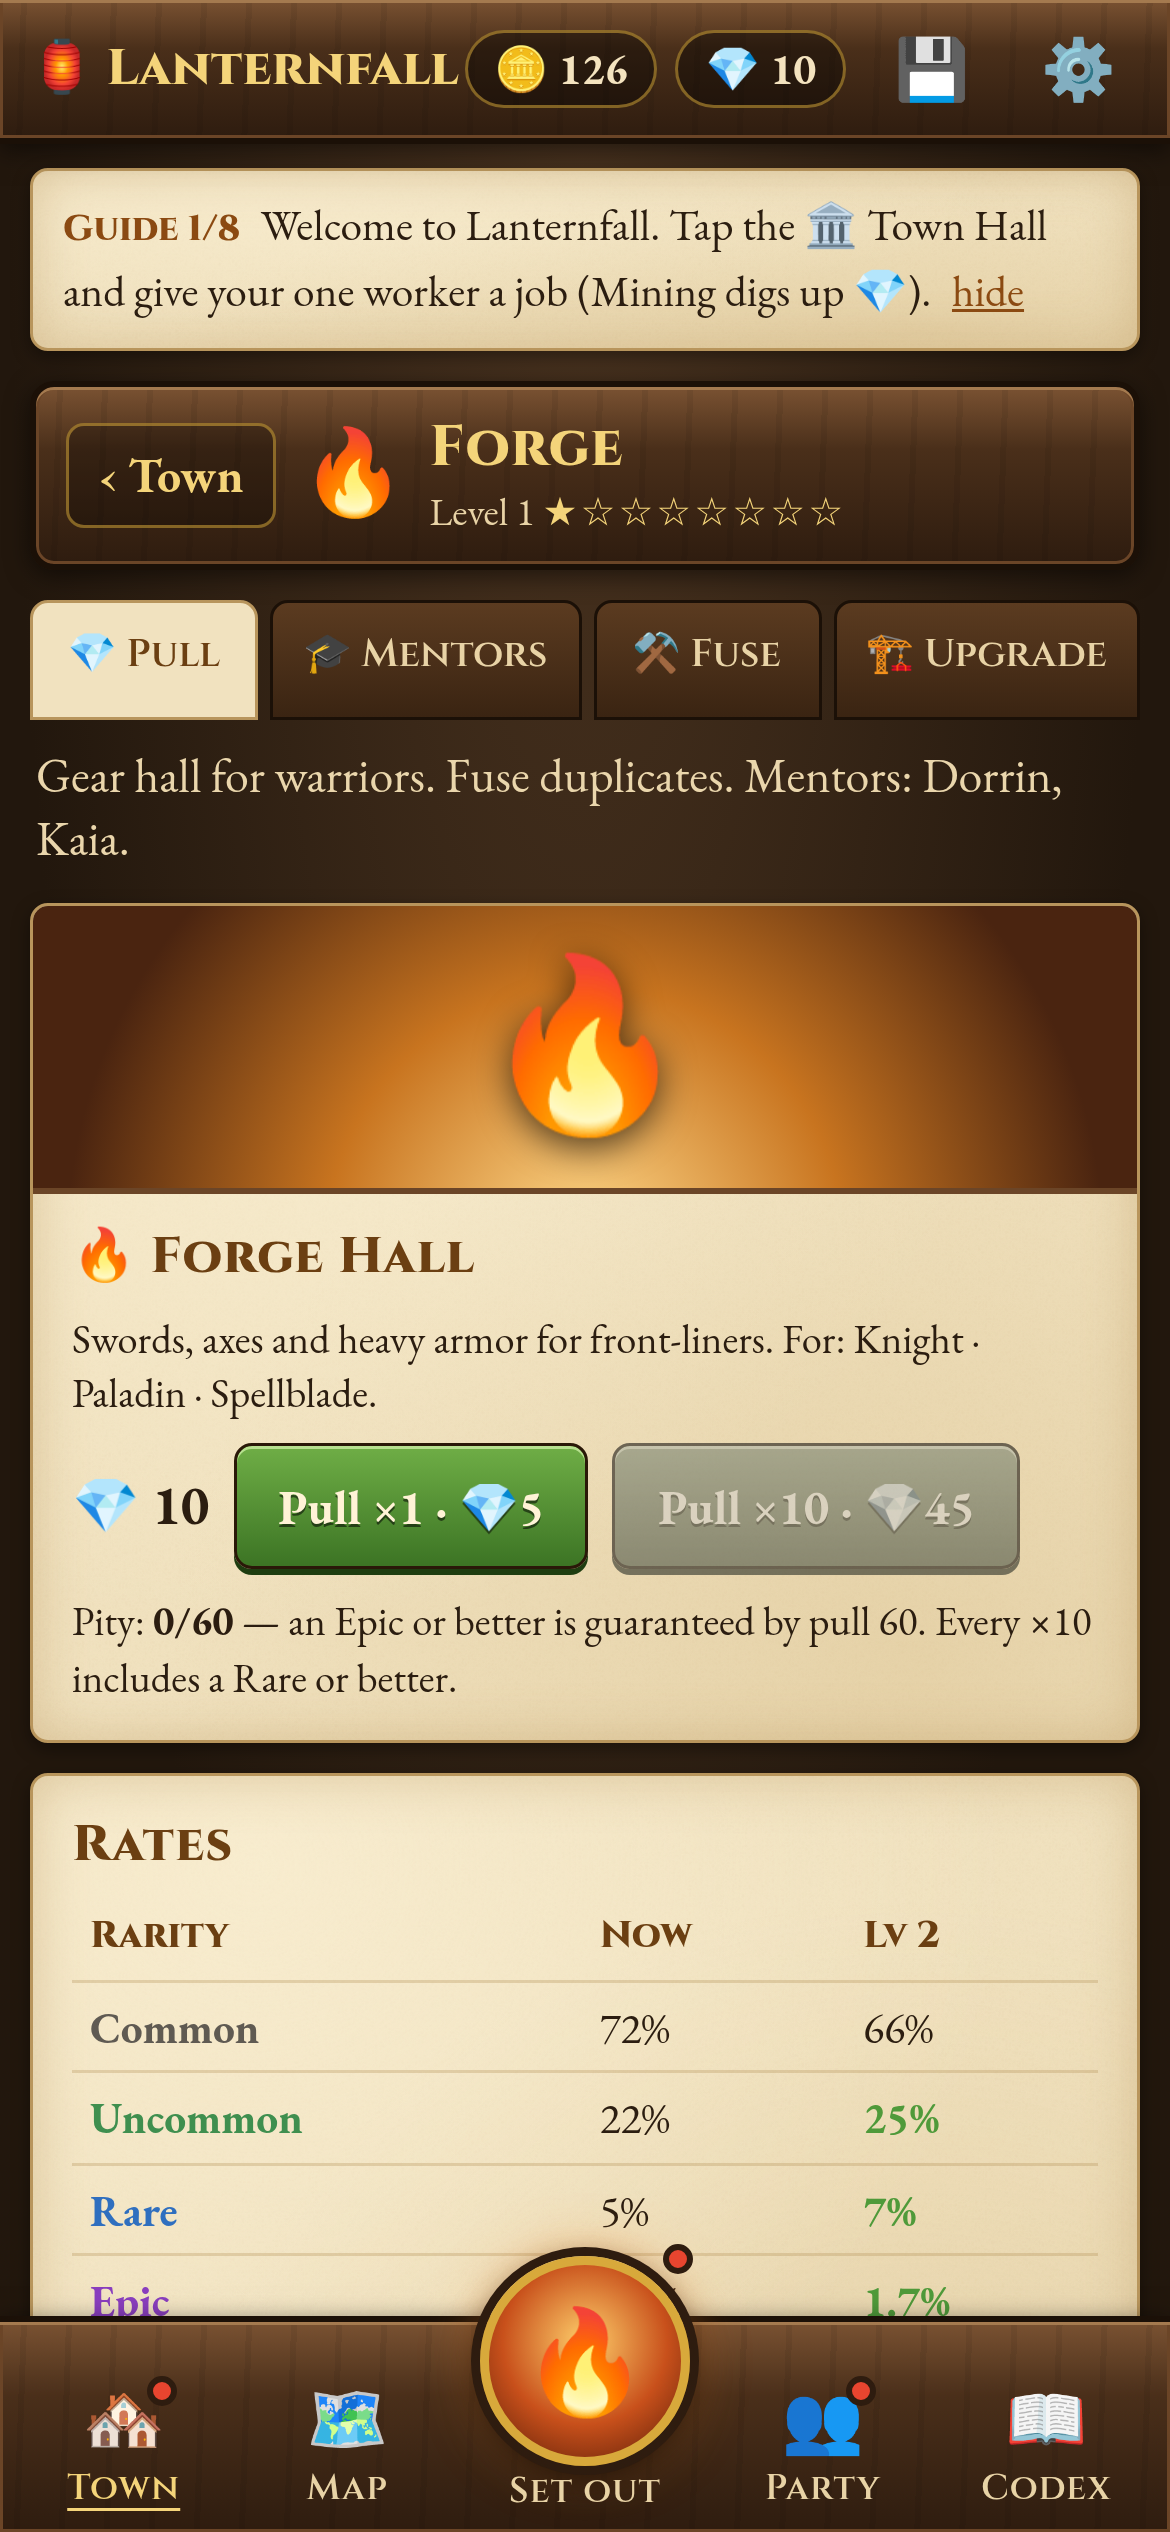 Lanternfall 126 10
Guide 1/8 Welcome to Lanternfall. Tap the Town Hall
and give your one worker a job (Mining digs up 💎). hide
‹ Town
Forge
Level 1 ★☆☆☆☆☆☆☆
Pull Mentors Fuse Upgrade
Gear hall for warriors. Fuse duplicates. Mentors: Dorrin,
Kaia.
Forge Hall
Swords, axes and heavy armor for front-liners. For: Knight ·
Paladin · Spellblade.
10 Pull ×1 · 💎5 Pull ×10 · 💎45
Pity: 0/60 — an Epic or better is guaranteed by pull 60. Every ×10
includes a Rare or better.
Rates
Rarity Now Lv 2
Common 72% 66%
Uncommon 22% 25%
Rare 5% 7%
Epic 1.7%
Town Map Set out Party Codex